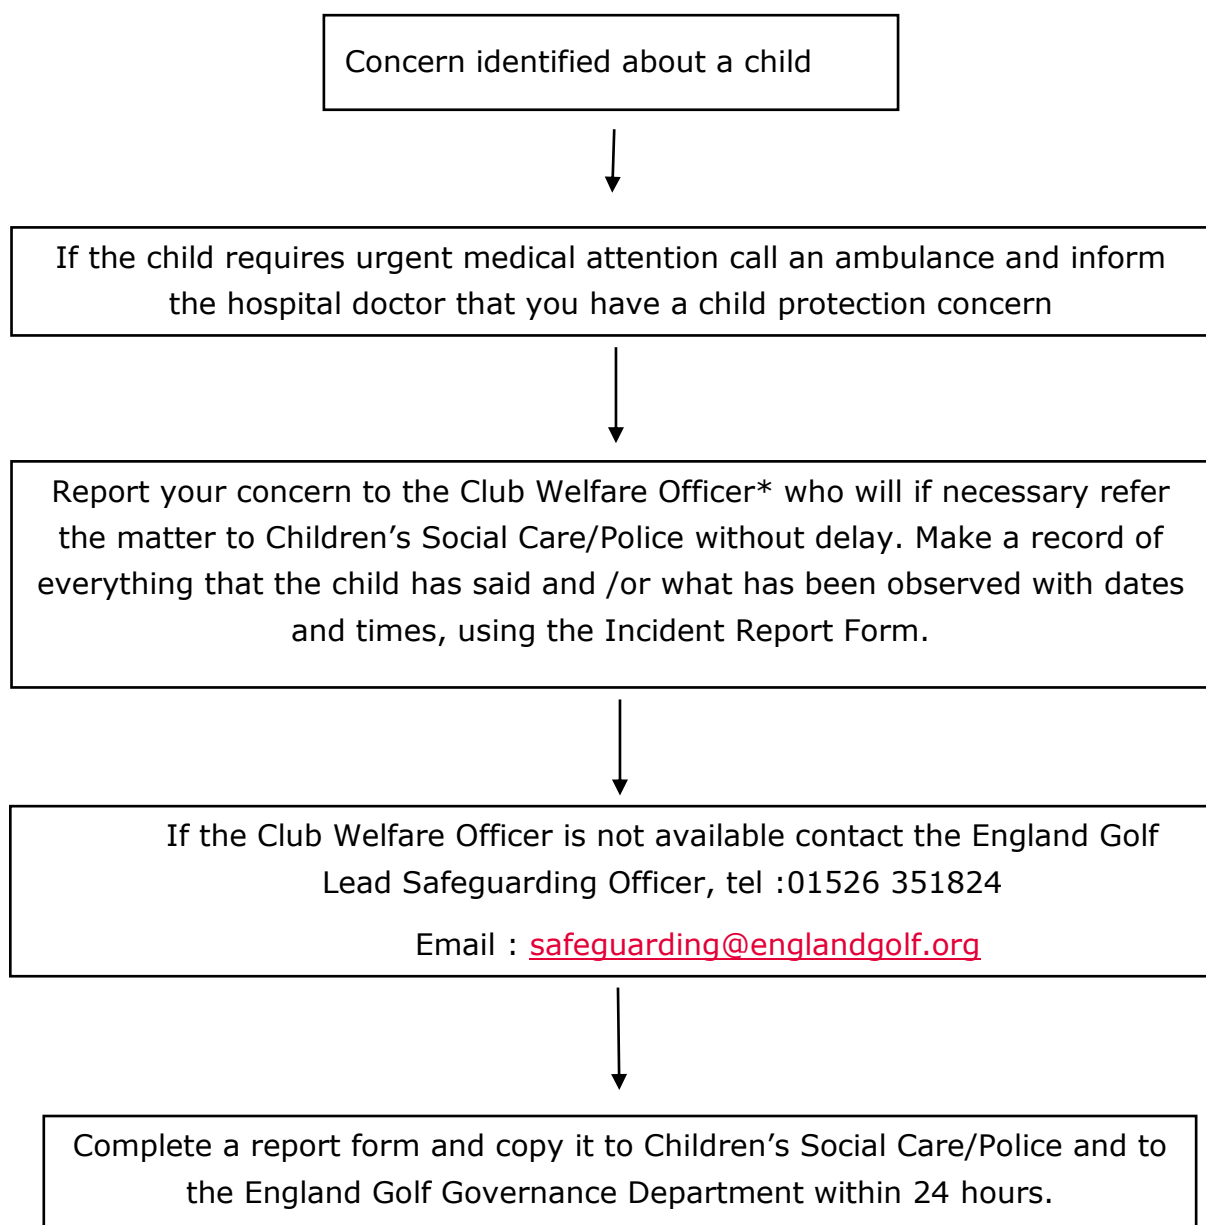 Concern identified about a child
If the child requires urgent medical attention call an ambulance and inform
the hospital doctor that you have a child protection concern
Report your concern to the Club Welfare Officer* who will if necessary refer
the matter to Children’s Social Care/Police without delay. Make a record of
everything that the child has said and /or what has been observed with dates
and times, using the Incident Report Form.
If the Club Welfare Officer is not available contact the England Golf
Lead Safeguarding Officer, tel :01526 351824
Email : safeguarding@englandgolf.org
Complete a report form and copy it to Children’s Social Care/Police and to
the England Golf Governance Department within 24 hours.